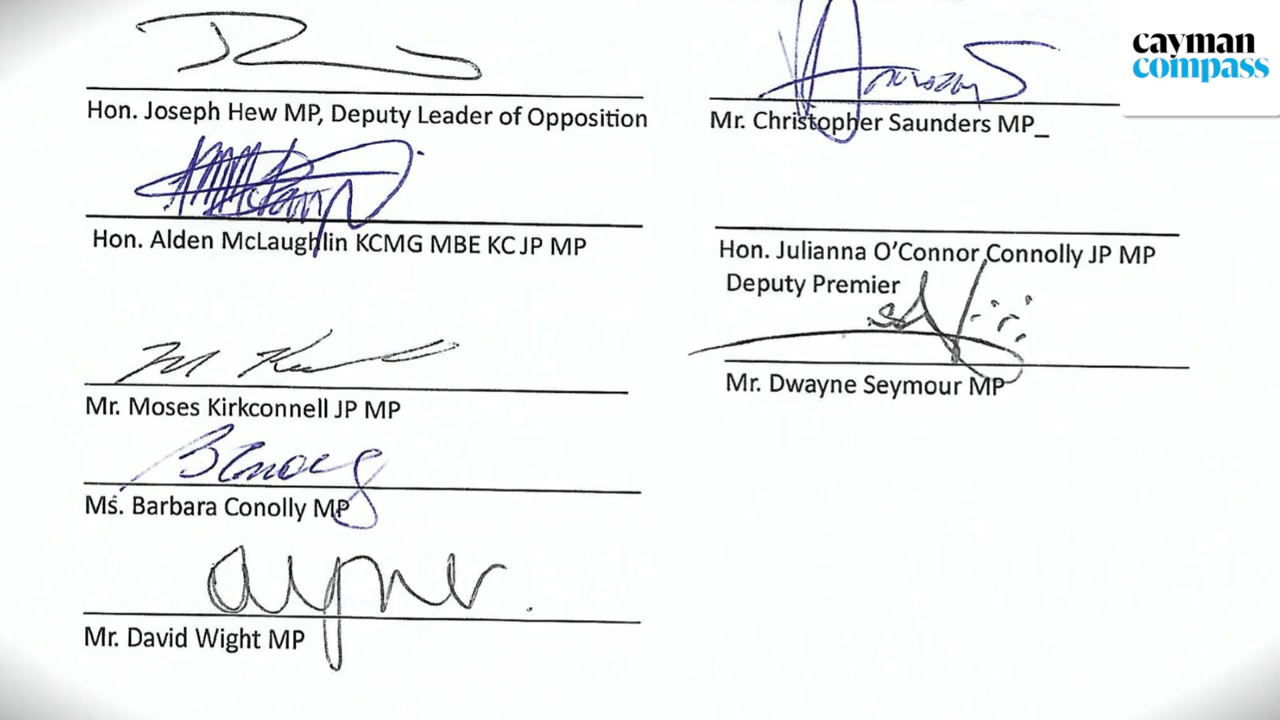 cayman
compass
Hon. Joseph Hew MP, Deputy Leader of Opposition
Hon. Alden McLaughlin KCMG MBE KC JP MP
Mr. Moses Kirkconnell JP MP
Ms. Barbara Conolly MP
Mr. David Wight MP
Mr. Christopher Saunders MP_
Hon. Julianna O’Connor Connolly JP MP
Deputy Premier
Mr. Dwayne Seymour MP